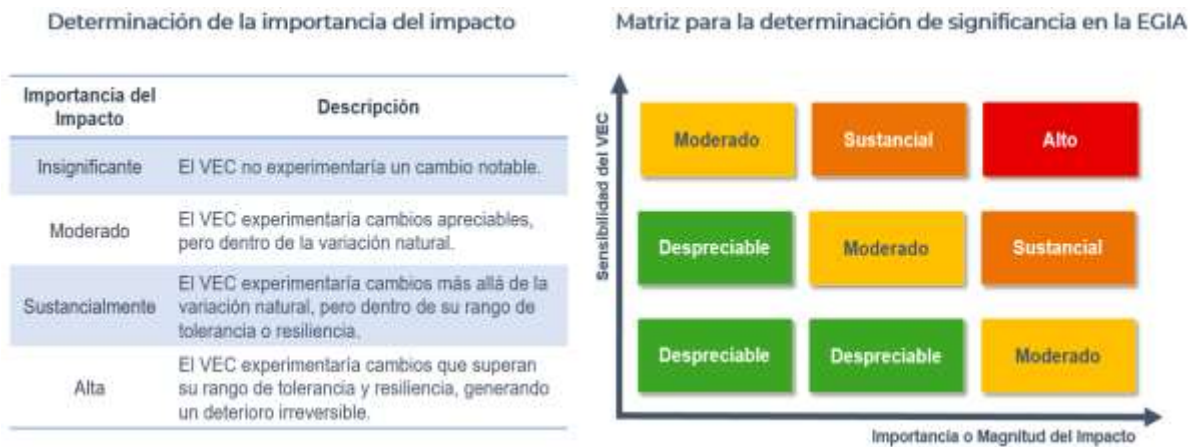 Determinación de la importancia del impacto
Importancia del
Impacto
Descripción
Insignificante
El VEC no experimentaría un cambio notable.
Moderado
El VEC experimentaría cambios apreciables,
pero dentro de la variación natural.
Sustancialmente
El VEC experimentaría cambios más allá de la
variación natural, pero dentro de su rango de
tolerancia o resiliencia.
Alta
El VEC experimentaría cambios que superan
su rango de tolerancia y resiliencia, generando
un deterioro irreversible.
Matriz para la determinación de significancia en la EGIA
Sensibilidad del VEC
Moderado
Sustancial
Alto
Despreciable
Moderado
Sustancial
Despreciable
Despreciable
Moderado
Importancia o Magnitud del Impacto